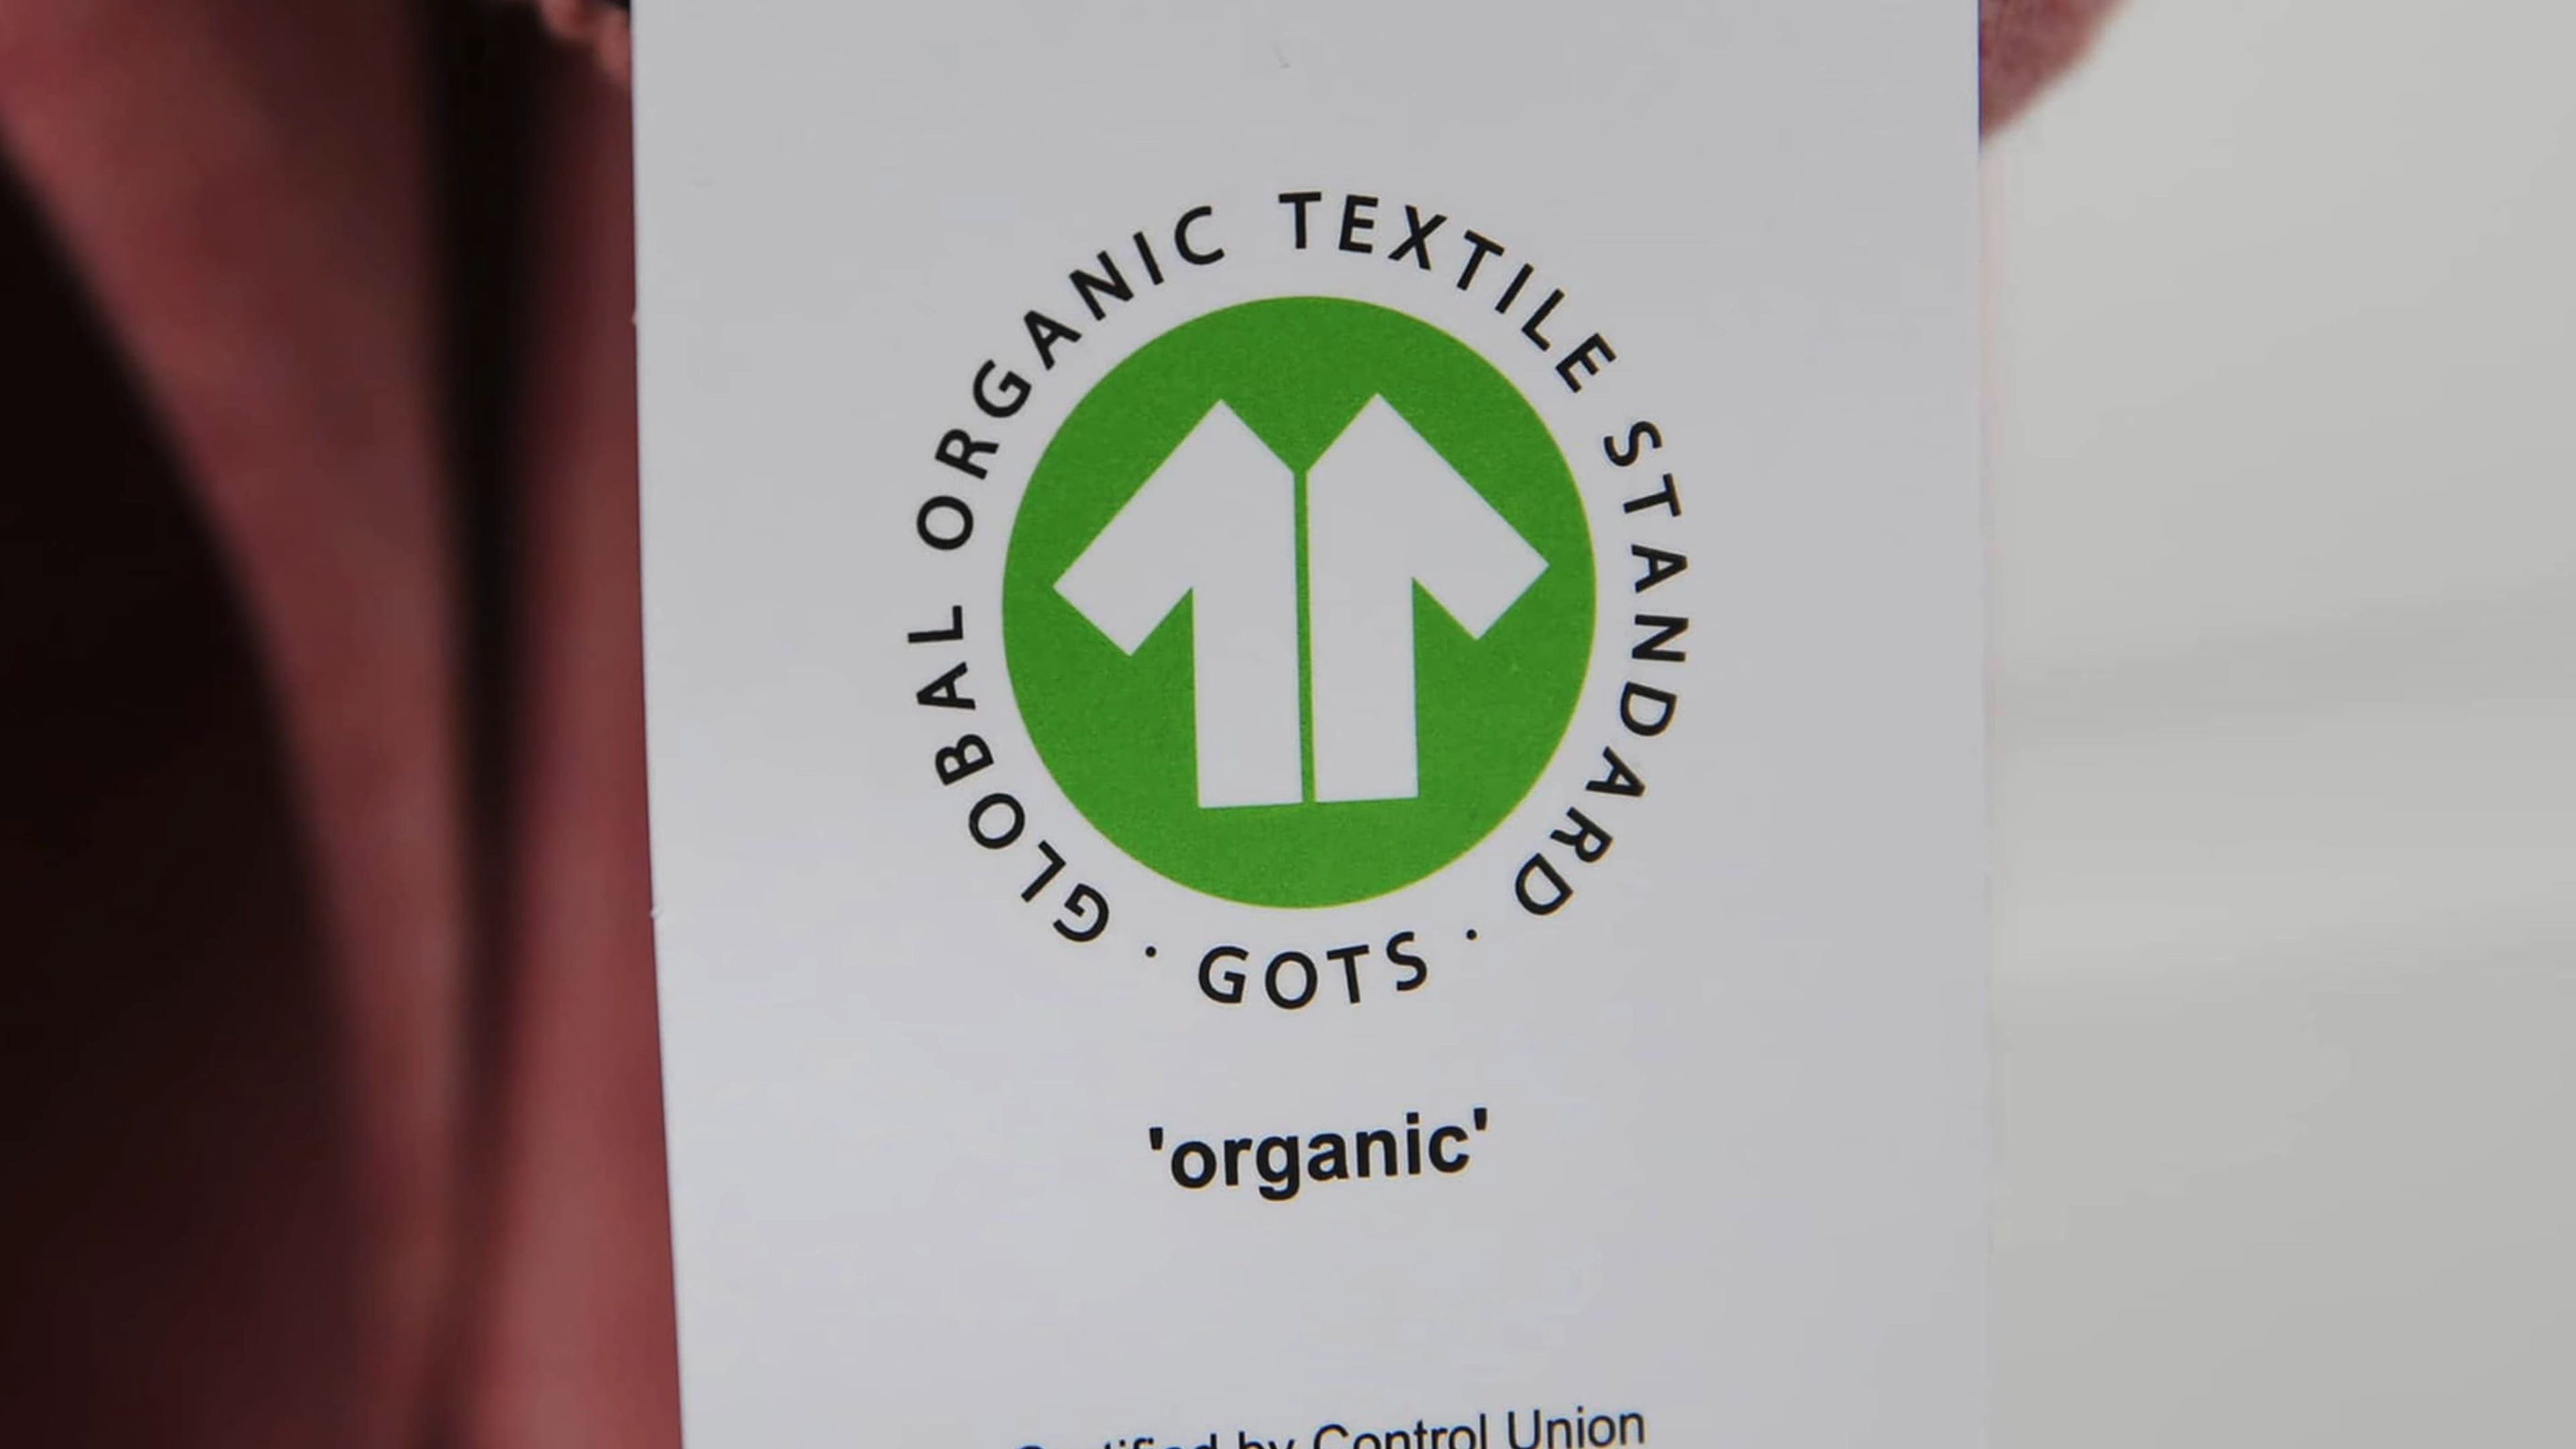 GLOBAL ORGANIC TEXTILE STANDARD · GOTS ·
'organic'
Certified by Control Union